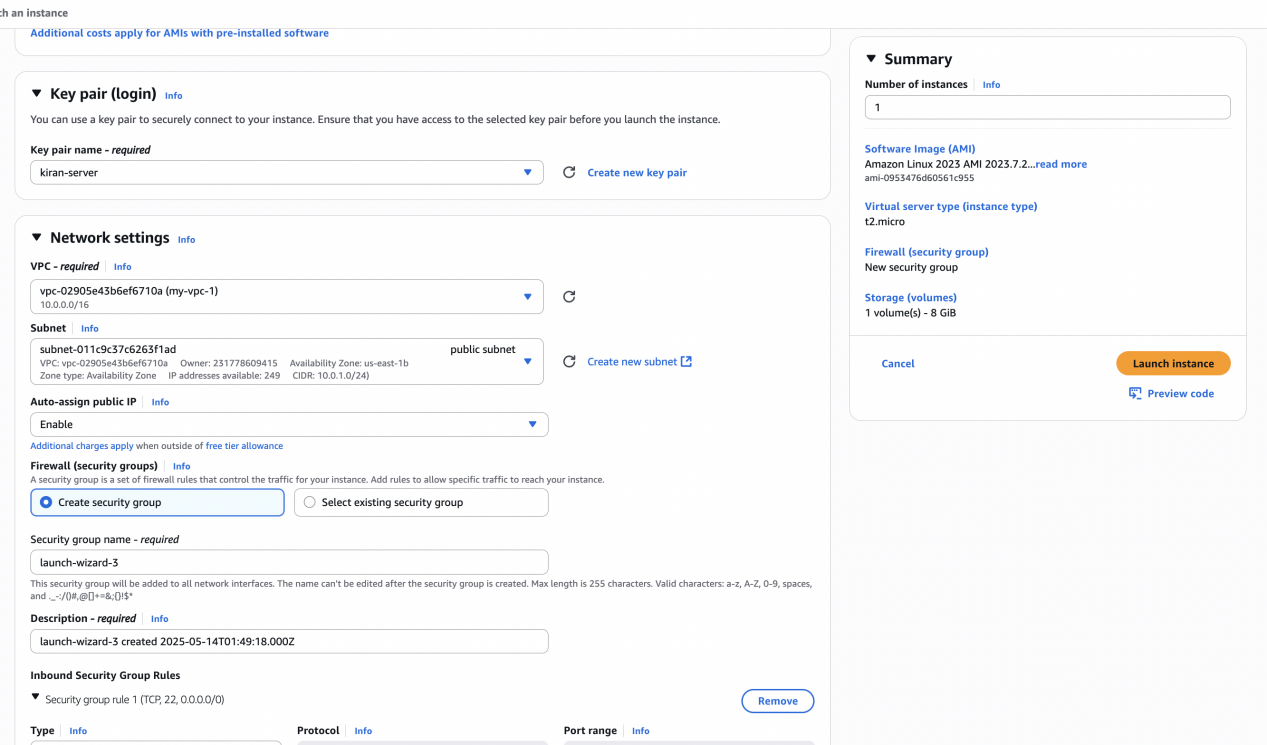 ch an instance
Additional costs apply for AMIs with pre-installed software
Key pair (login) Info
You can use a key pair to securely connect to your instance. Ensure that you have access to the selected key pair before you launch the instance.
Key pair name - required
kiran-server
Create new key pair
Network settings Info
VPC - required Info
vpc-02905e43b6ef6710a (my-vpc-1)
10.0.0.0/16
Subnet Info
subnet-011c9c37c6263f1ad public subnet
VPC: vpc-02905e43b6ef6710a Owner: 231778609415 Availability Zone: us-east-1b
Zone type: Availability Zone IP addresses available: 249 CIDR: 10.0.1.0/24)
Create new subnet
Auto-assign public IP Info
Enable
Additional charges apply when outside of free tier allowance
Firewall (security groups) Info
A security group is a set of firewall rules that control the traffic for your instance. Add rules to allow specific traffic to reach your instance.
Create security group Select existing security group
Security group name - required
launch-wizard-3
This security group will be added to all network interfaces. The name can't be edited after the security group is created. Max length is 255 characters. Valid characters: a-z, A-Z, 0-9, spaces,
and ._-:/()#,@[]+=&;{}!$*
Description - required Info
launch-wizard-3 created 2025-05-14T01:49:18.000Z
Inbound Security Group Rules
Security group rule 1 (TCP, 22, 0.0.0.0/0)
Remove
Type Info Protocol Info Port range Info
Summary
Number of instances Info
1
Software Image (AMI)
Amazon Linux 2023 AMI 2023.7.2...read more
ami-0953476d60561c955
Virtual server type (instance type)
t2.micro
Firewall (security group)
New security group
Storage (volumes)
1 volume(s) - 8 GiB
Cancel
Launch instance
Preview code